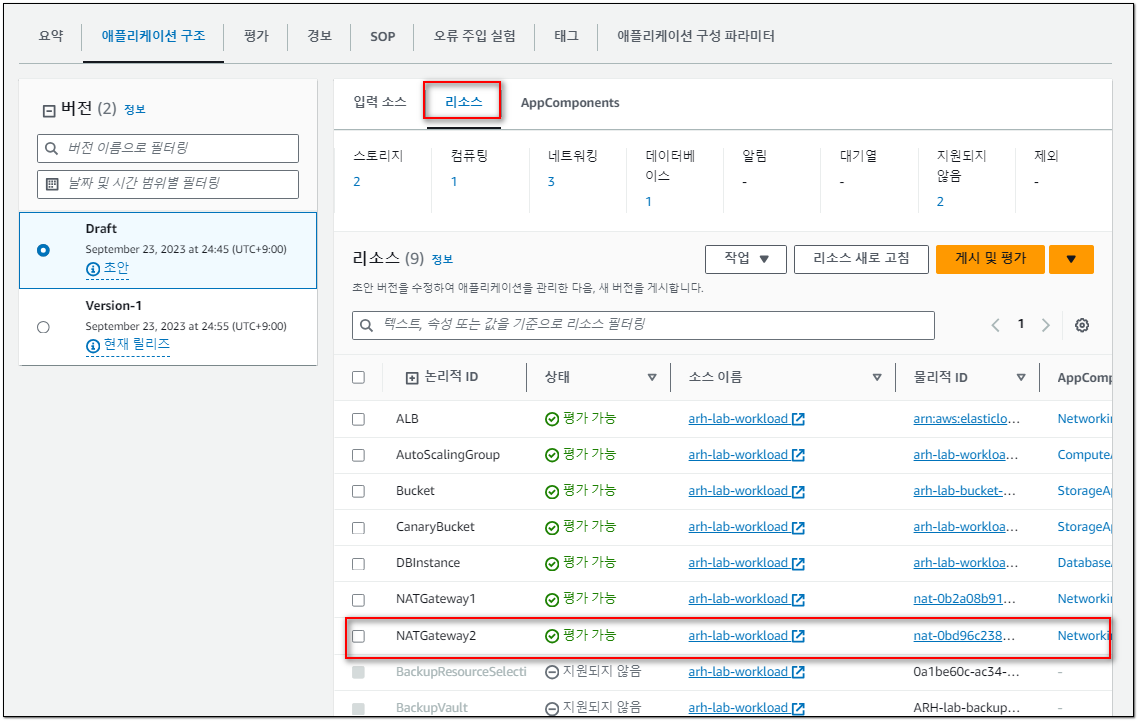 요약 애플리케이션 구조 평가 경보 SOP 오류 주입 실험 태그 애플리케이션 구성 파라미터
버전 (2) 정보
버전 이름으로 필터링
날짜 및 시간 범위별 필터링
Draft
September 23, 2023 at 24:45 (UTC+9:00)
초안
Version-1
September 23, 2023 at 24:55 (UTC+9:00)
현재 릴리즈
입력 소스 리소스 AppComponents
스토리지
2
컴퓨팅
1
네트워킹
3
데이터베
이스
1
알림
-
대기열
-
지원되지
않음
2
제외
-
리소스 (9) 정보 작업 리소스 새로 고침 게시 및 평가
초안 버전을 수정하여 애플리케이션을 관리한 다음, 새 버전을 게시합니다.
텍스트, 속성 또는 값을 기준으로 리소스 필터링 1
논리적 ID 상태 소스 이름 물리적 ID AppComp
ALB 평가 가능 arh-lab-workload arn:aws:elasticlo... Networki
AutoScalingGroup 평가 가능 arh-lab-workload arh-lab-workloa... ComputeA
Bucket 평가 가능 arh-lab-workload arh-lab-bucket-... StorageAp
CanaryBucket 평가 가능 arh-lab-workload arh-lab-workloa... StorageAp
DBInstance 평가 가능 arh-lab-workload arh-lab-workloa... DatabaseA
NATGateway1 평가 가능 arh-lab-workload nat-0b2a08b91... Networki
NATGateway2 평가 가능 arh-lab-workload nat-0bd96c238... Networki
BackupResourceSelecti 지원되지 않음 arh-lab-workload 0a1be60c-ac34-... -
BackupVault 지원되지 않음 arh-lab-workload ARH-lab-backup... -